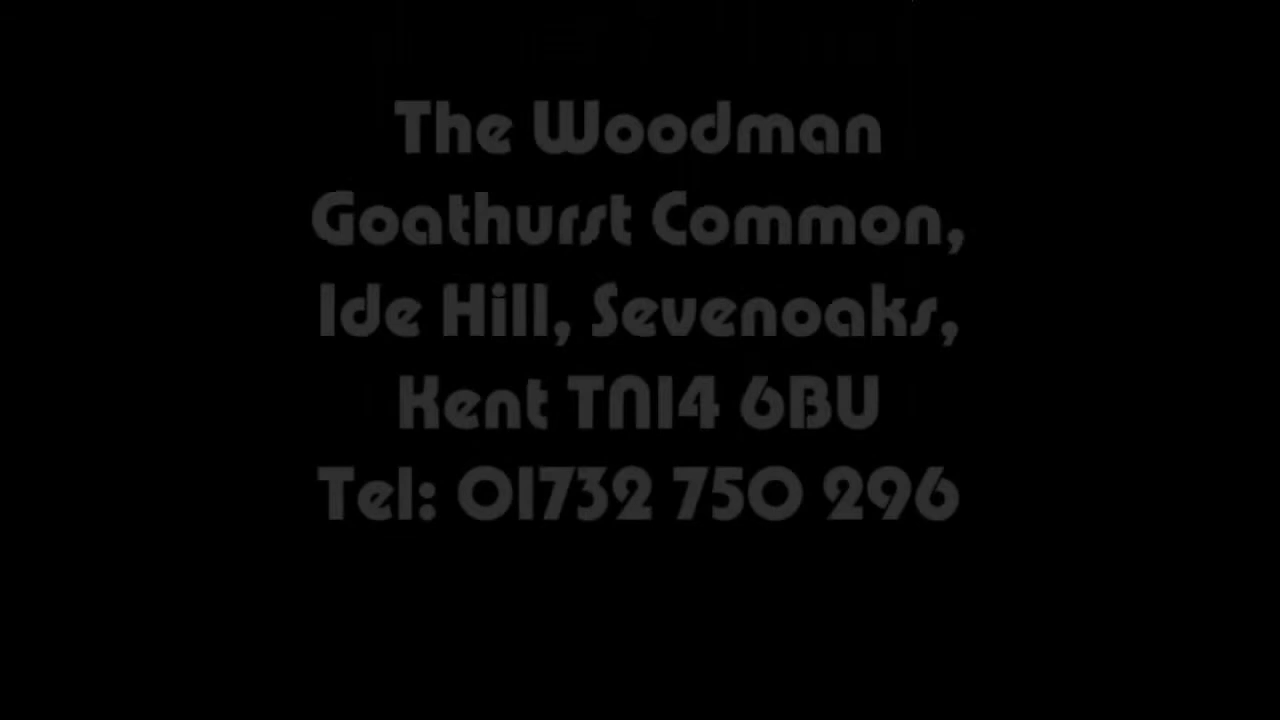 The Woodman
Goathurst Common,
Ide Hill, Sevenoaks,
Kent TN14 6BU
Tel: 01732 750 296